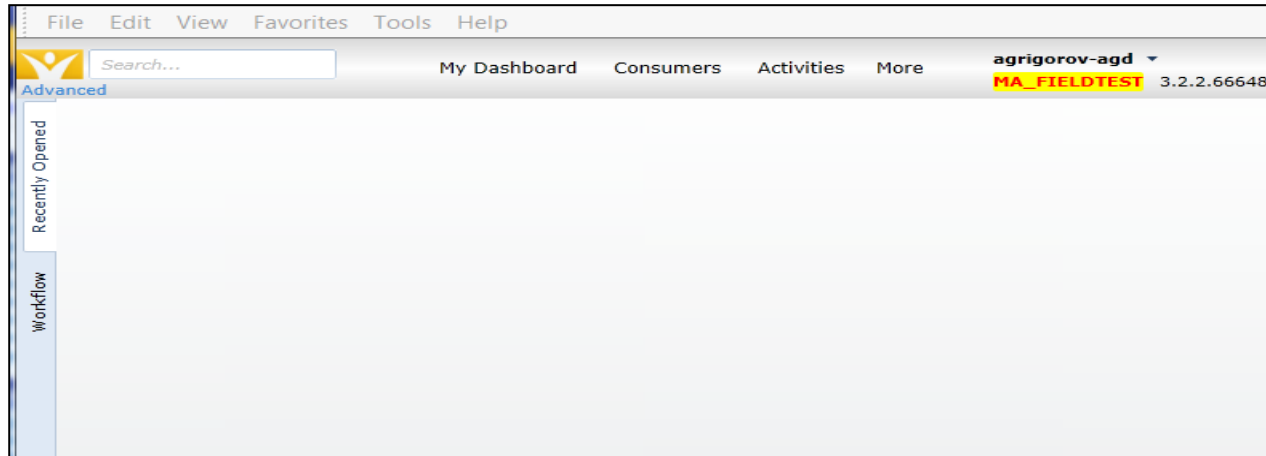 File Edit View Favorites Tools Help
Search... My Dashboard Consumers Activities More agrigorov-agd
Advanced MA_FIELDTEST 3.2.2.66648
Recently Opened
Workflow